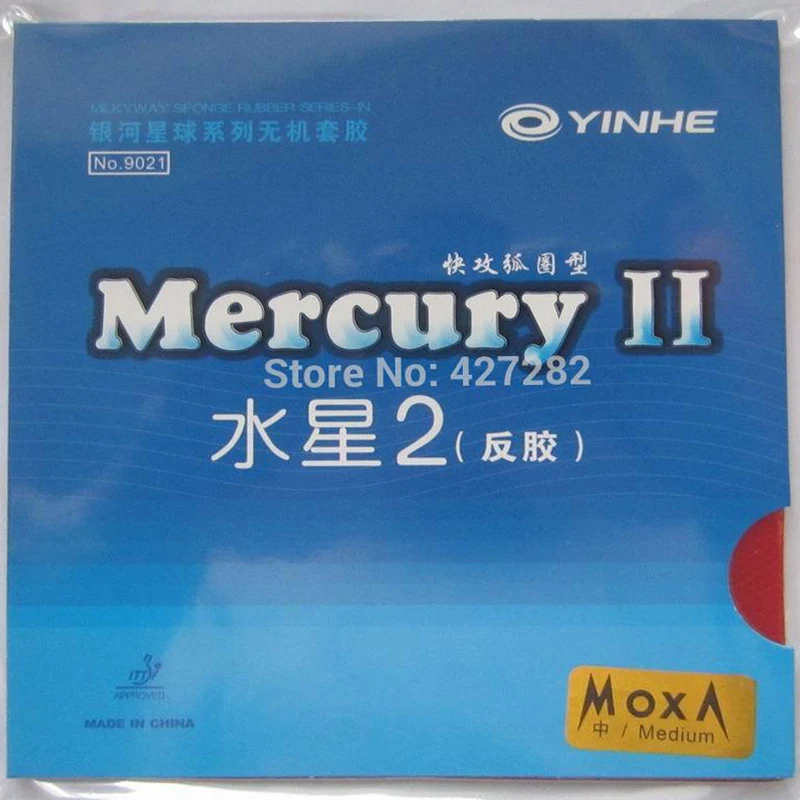 MILKYWAY SPONGE RUBBER SERIES-IN
银河星球系列无机套胶
No.9021
YINHE
快攻弧圈型
Mercury II
Store No: 427282
水星2(反胶)
ITTF
APPROVED
MADE IN CHINA
MOXA
中 / Medium